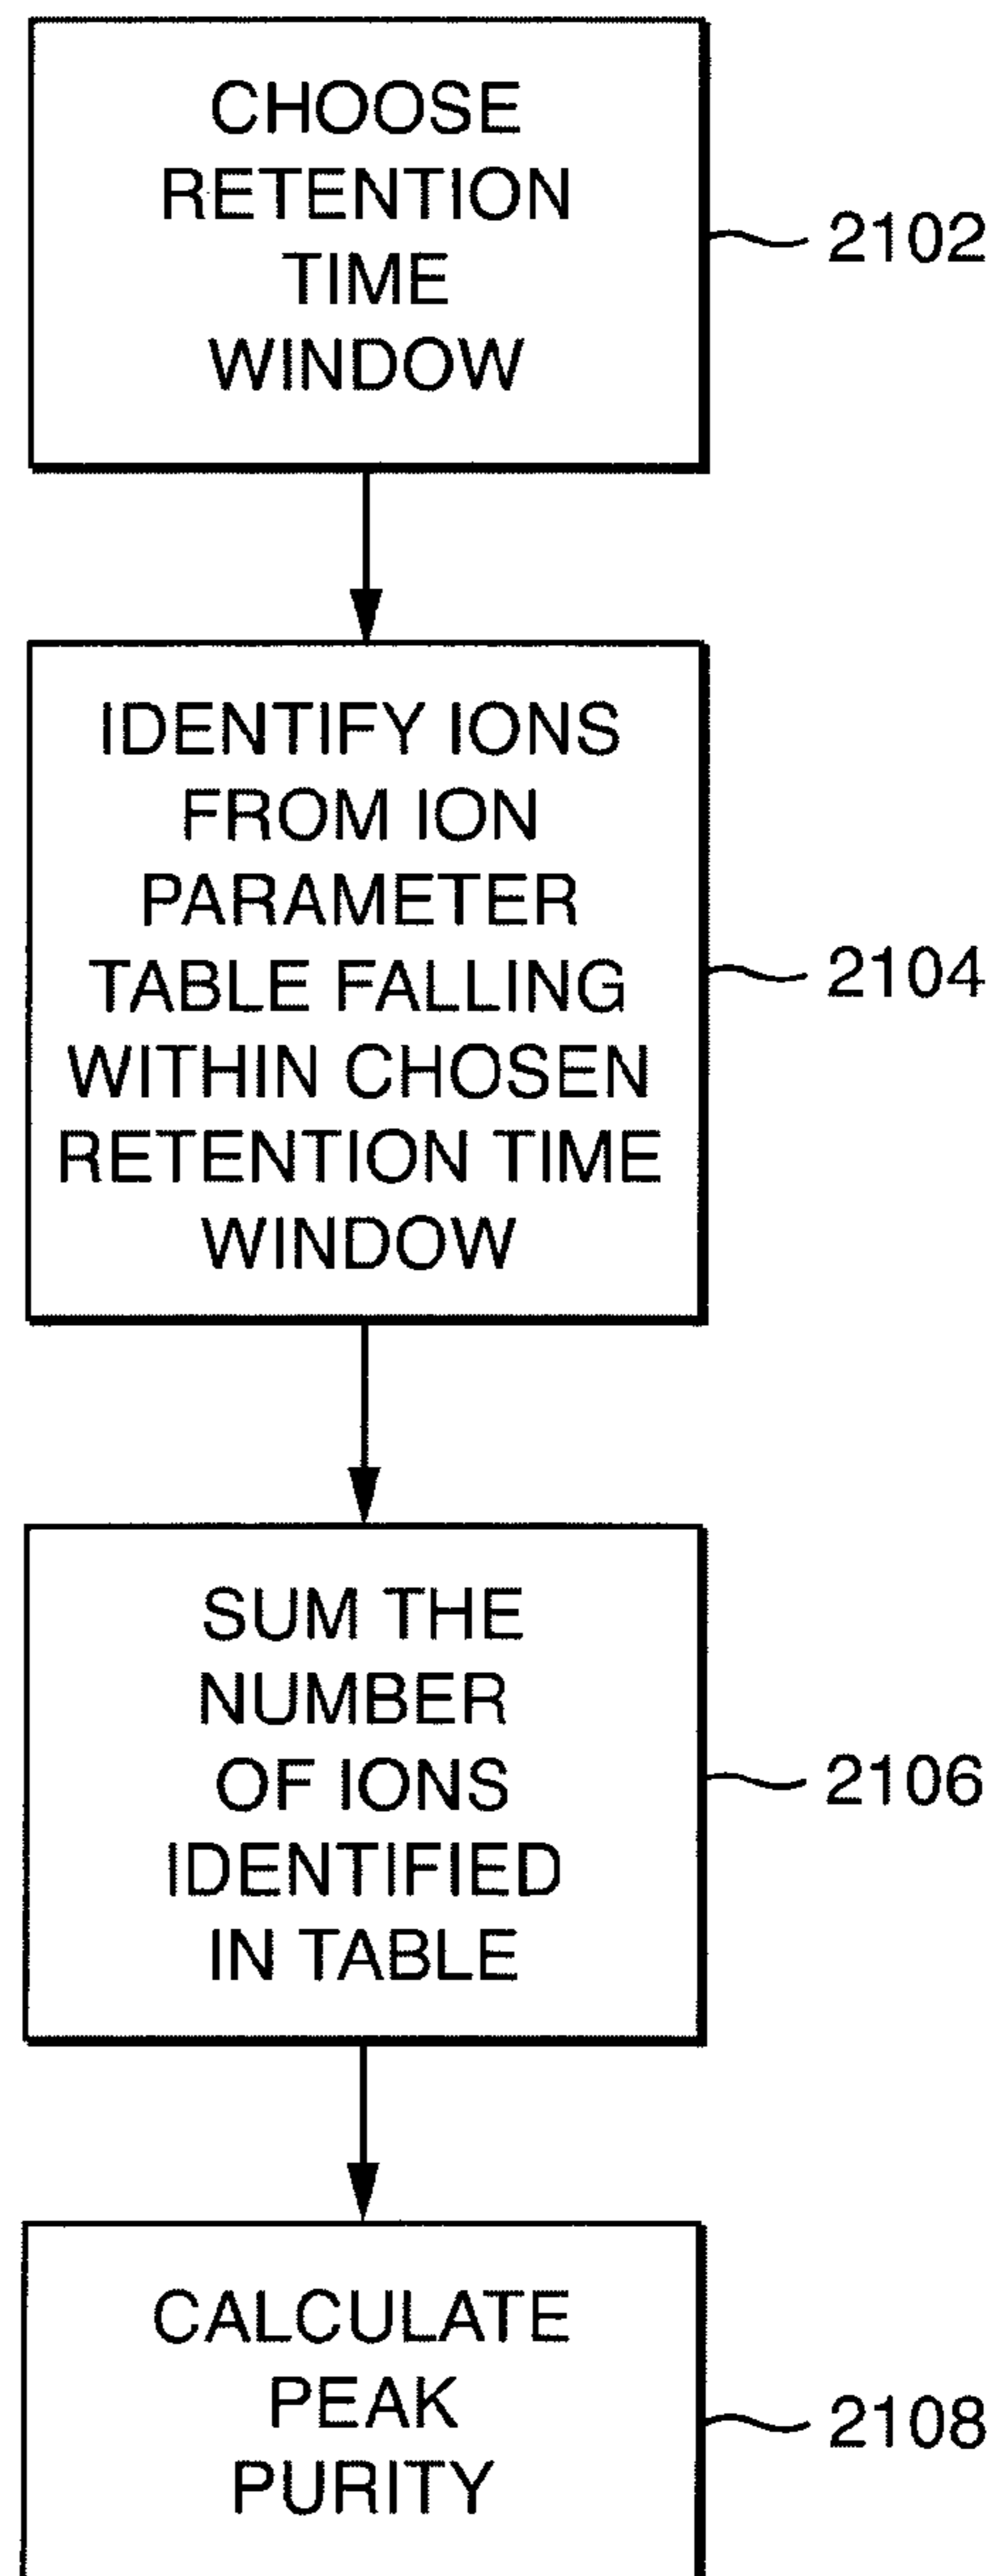 CHOOSE
RETENTION
TIME
WINDOW
2102
IDENTIFY IONS
FROM ION
PARAMETER
TABLE FALLING
WITHIN CHOSEN
RETENTION TIME
WINDOW
2104
SUM THE
NUMBER
OF IONS
IDENTIFIED
IN TABLE
2106
CALCULATE
PEAK
PURITY
2108